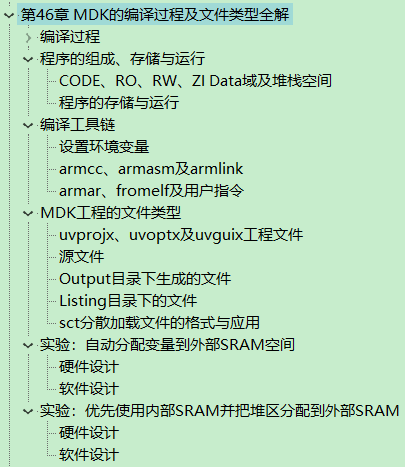 第46章 MDK的编译过程及文件类型全解
编译过程
程序的组成、存储与运行
CODE、RO、RW、ZI Data域及堆栈空间
程序的存储与运行
编译工具链
设置环境变量
armcc、armasm及armlink
armar、fromelf及用户指令
MDK工程的文件类型
uvprojx、uvoptx及uvguix工程文件
源文件
Output目录下生成的文件
Listing目录下的文件
sct分散加载文件的格式与应用
实验：自动分配变量到外部SRAM空间
硬件设计
软件设计
实验：优先使用内部SRAM并把堆区分配到外部SRAM
硬件设计
软件设计